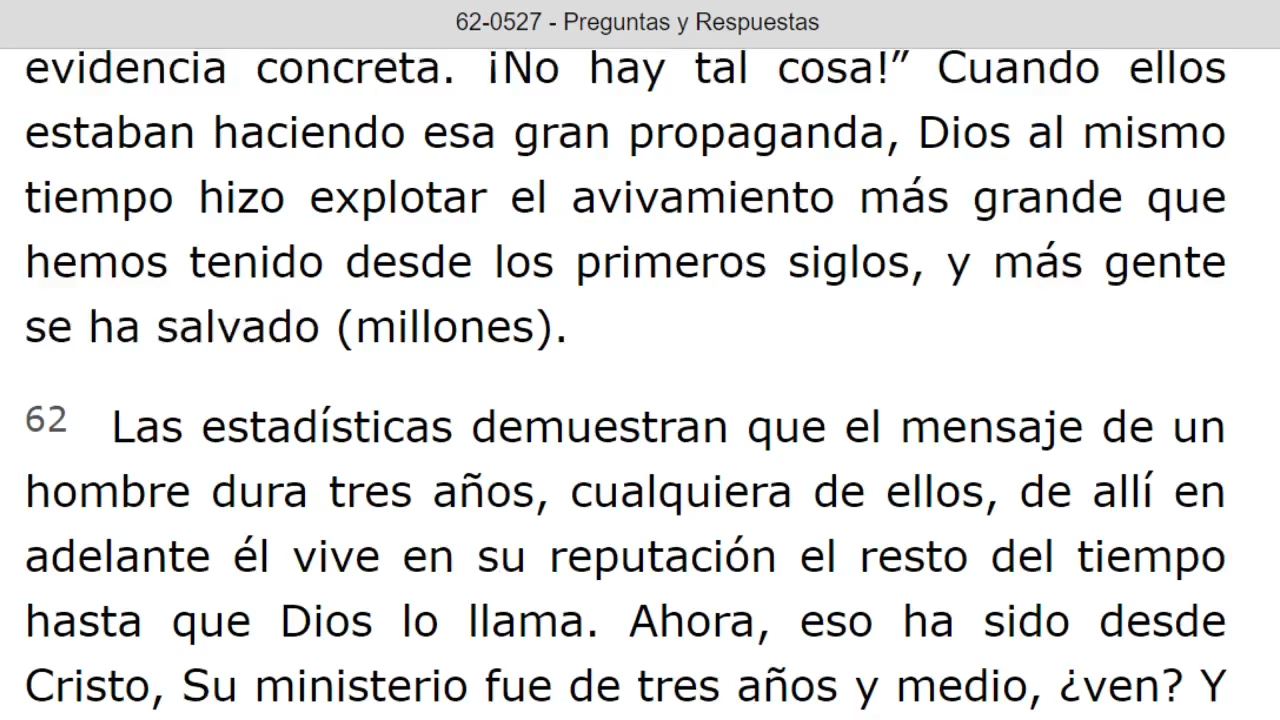 62-0527 - Preguntas y Respuestas
evidencia concreta. ¡No hay tal cosa!” Cuando ellos
estaban haciendo esa gran propaganda, Dios al mismo
tiempo hizo explotar el avivamiento más grande que
hemos tenido desde los primeros siglos, y más gente
se ha salvado (millones).
62 Las estadísticas demuestran que el mensaje de un
hombre dura tres años, cualquiera de ellos, de allí en
adelante él vive en su reputación el resto del tiempo
hasta que Dios lo llama. Ahora, eso ha sido desde
Cristo, Su ministerio fue de tres años y medio, ¿ven? Y